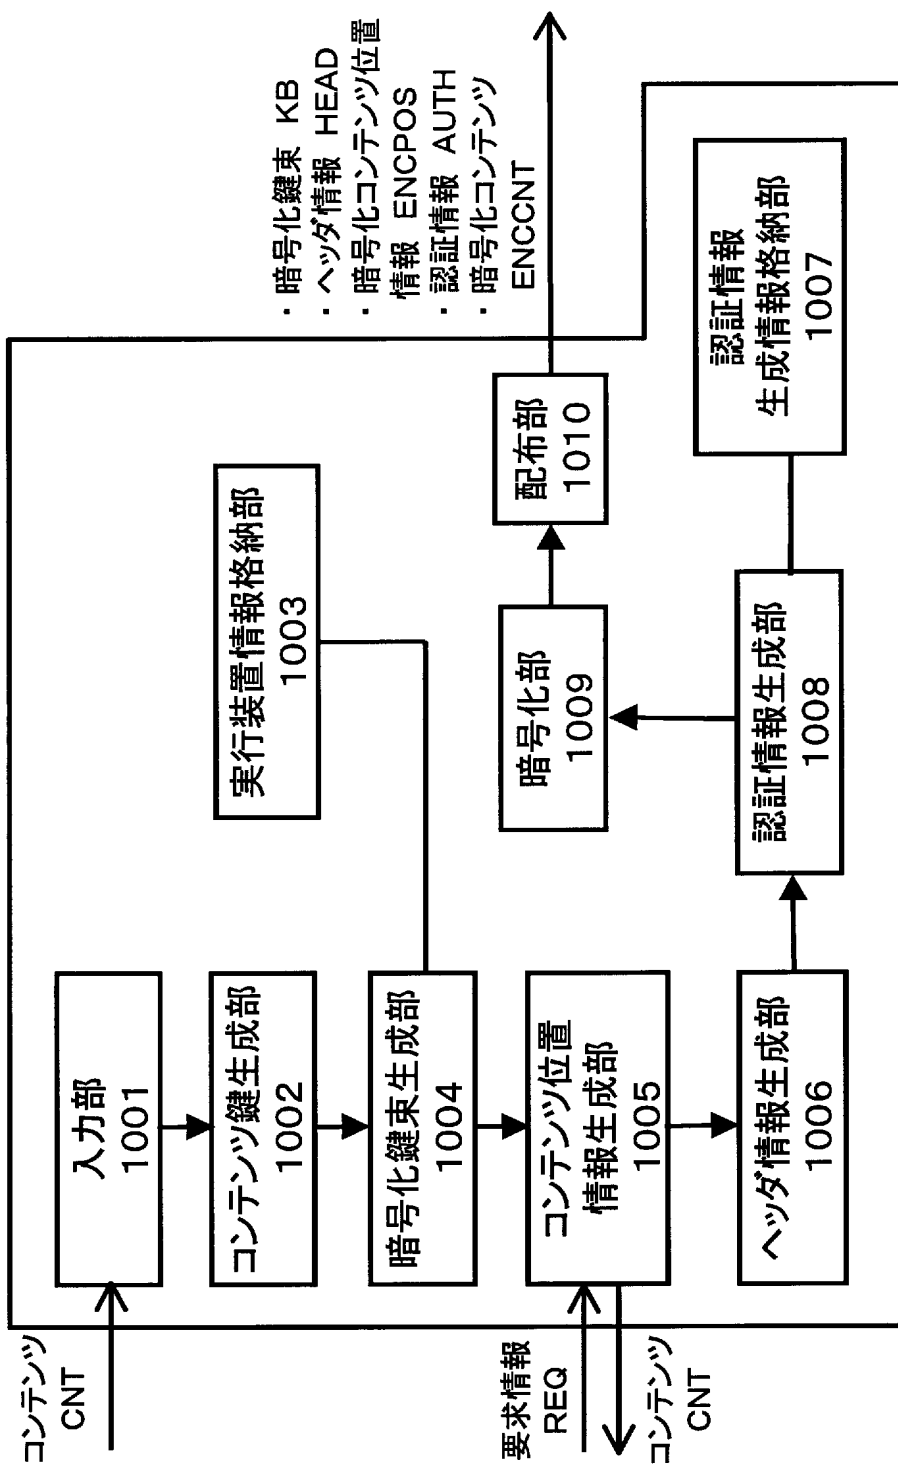 コンテンツ
CNT
入力部
1001
コンテンツ鍵生成部
1002
実行装置情報格納部
1003
暗号化鍵束生成部
1004
要求情報
REQ
コンテンツ
CNT
コンテンツ位置
情報生成部
1005
ヘッダ情報生成部
1006
認証情報
生成情報格納部
1007
認証情報生成部
1008
暗号化部
1009
配布部
1010
・暗号化鍵束 KB
・ヘッダ情報 HEAD
・暗号化コンテンツ位置
情報 ENCPOS
・認証情報 AUTH
・暗号化コンテンツ
ENCCNT